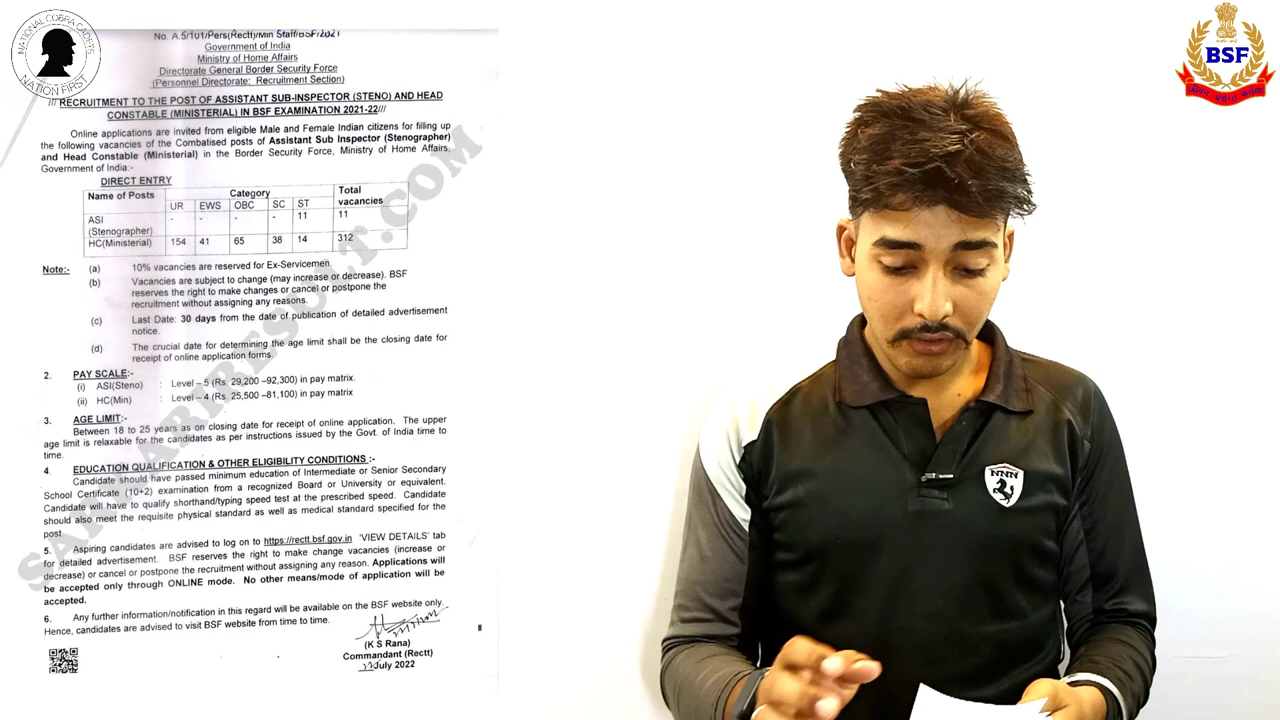 NATIONAL COBRA CADETS
NATION FIRST
No. A.5/101/Pers(Rectt)/Min Staff/BSF/2021
Government of India
Ministry of Home Affairs
Directorate General Border Security Force
(Personnel Directorate: Recruitment Section)
///RECRUITMENT TO THE POST OF ASSISTANT SUB-INSPECTOR (STENO) AND HEAD
CONSTABLE (MINISTERIAL) IN BSF EXAMINATION 2021-22///
Online applications are invited from eligible Male and Female Indian citizens for filling up
the following vacancies of the Combatised posts of Assistant Sub Inspector (Stenographer)
and Head Constable (Ministerial) in the Border Security Force, Ministry of Home Affairs,
Government of India:-
DIRECT ENTRY
Name of Posts Category Total vacancies
UR EWS OBC SC ST
ASI (Stenographer) - - - - 11 11
HC(Ministerial) 154 41 65 38 14 312
Note:- (a) 10% vacancies are reserved for Ex-Servicemen.
(b) Vacancies are subject to change (may increase or decrease). BSF
reserves the right to make changes or cancel or postpone the
recruitment without assigning any reasons.
(c) Last Date: 30 days from the date of publication of detailed advertisement
notice.
(d) The crucial date for determining the age limit shall be the closing date for
receipt of online application forms.
2. PAY SCALE:-
(i) ASI(Steno) : Level – 5 (Rs. 29,200 –92,300) in pay matrix.
(ii) HC(Min) : Level – 4 (Rs. 25,500 –81,100) in pay matrix
3. AGE LIMIT:-
Between 18 to 25 years as on closing date for receipt of online application. The upper
age limit is relaxable for the candidates as per instructions issued by the Govt. of India time to
time.
4. EDUCATION QUALIFICATION & OTHER ELIGIBILITY CONDITIONS :-
Candidate should have passed minimum education of Intermediate or Senior Secondary
School Certificate (10+2) examination from a recognized Board or University or equivalent.
Candidate will have to qualify shorthand/typing speed test at the prescribed speed. Candidate
should also meet the requisite physical standard as well as medical standard specified for the
post
5. Aspiring candidates are advised to log on to https://rectt.bsf.gov.in 'VIEW DETAILS' tab
for detailed advertisement. BSF reserves the right to make change vacancies (increase or
decrease) or cancel or postpone the recruitment without assigning any reason. Applications will
be accepted only through ONLINE mode. No other means/mode of application will be
accepted.
6. Any further information/notification in this regard will be available on the BSF website only.
Hence, candidates are advised to visit BSF website from time to time.
(K S Rana)
Commandant (Rectt)
July 2022
SARKARIRESULT.COM
BSF
जीवन पर्यन्त कर्तव्य
NNN